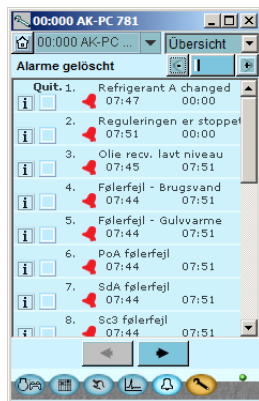 00:000 AK-PC 781
00:000 AK-PC ... Übersicht
Alarme gelöscht
Quit. 1. Refrigerant A changed
07:47 00:00
2. Reguleringen er stoppet
07:51 00:00
3. Olie recv. lavt niveau
07:45 07:51
4. Følerfejl - Brugsvand
07:44 07:51
5. Følerfejl - Gulvvarme
07:44 07:51
6. PoA følerfejl
07:44 07:51
7. SdA følerfejl
07:44 07:51
8. Sc3 følerfejl
07:44 07:51